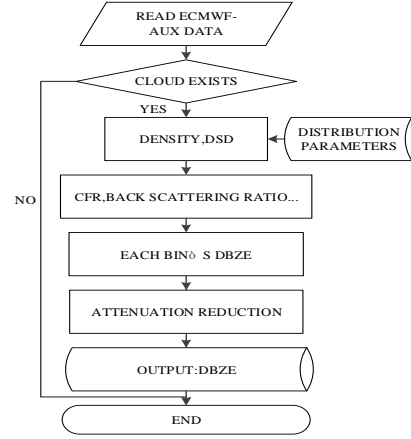 READ ECMWF-
AUX DATA
CLOUD EXISTS
YES
DENSITY,DSD
DISTRIBUTION
PARAMETERS
CFR,BACK SCATTERING RATIO...
NO
EACH BINò S DBZE
ATTENUATION REDUCTION
OUTPUT:DBZE
END